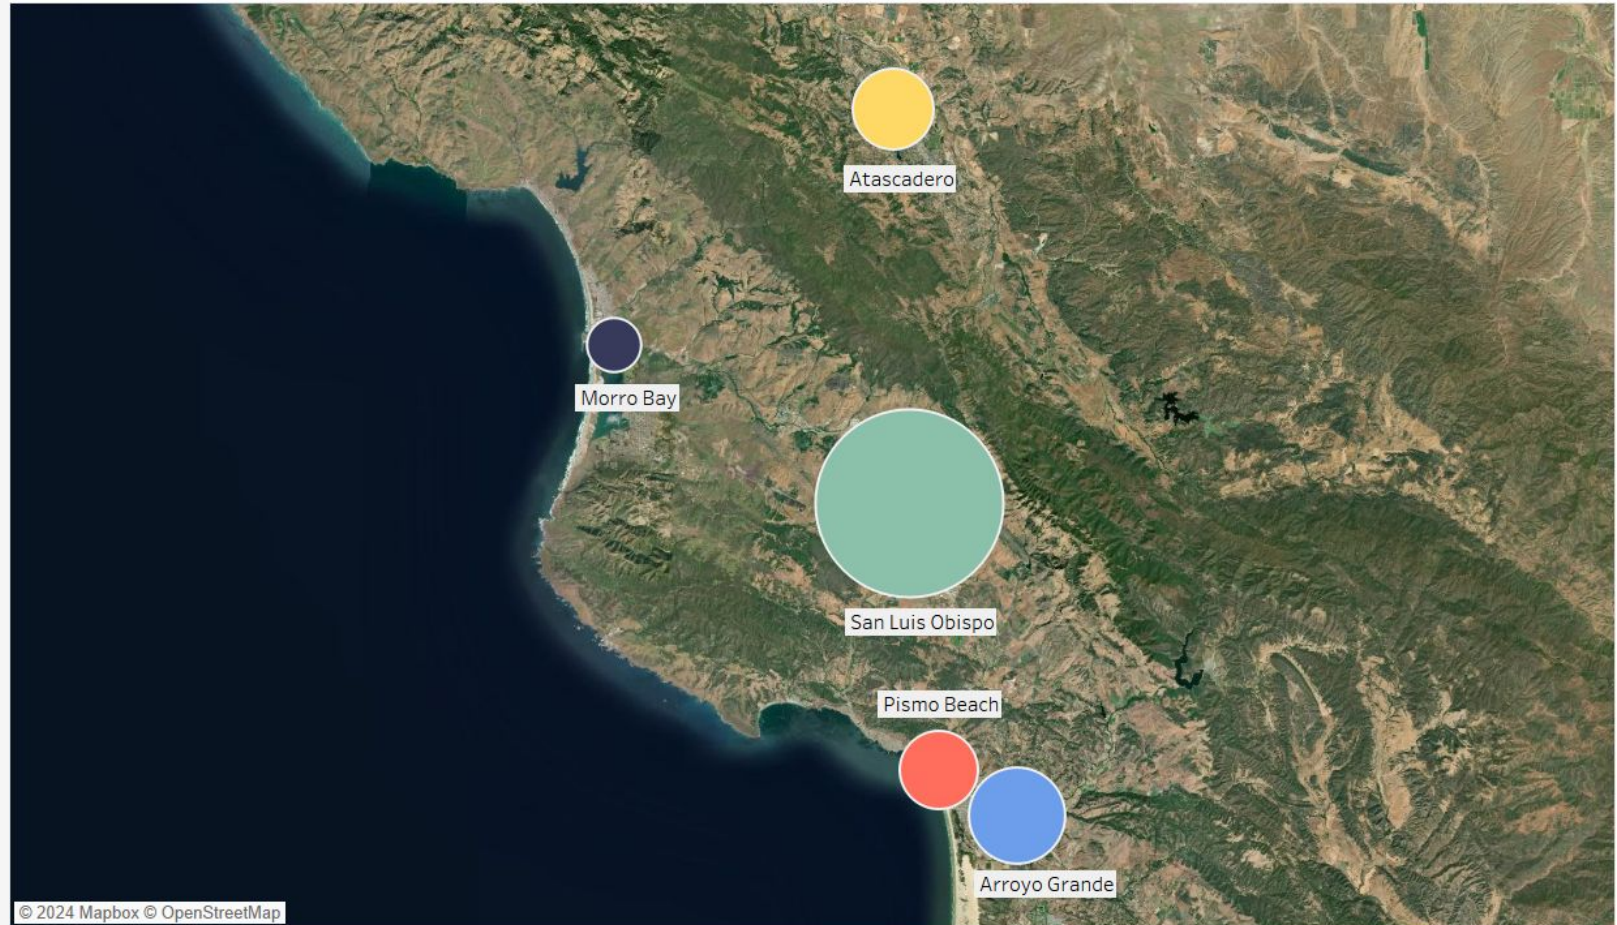 Atascadero
Morro Bay
San Luis Obispo
Pismo Beach
Arroyo Grande
© 2024 Mapbox © OpenStreetMap